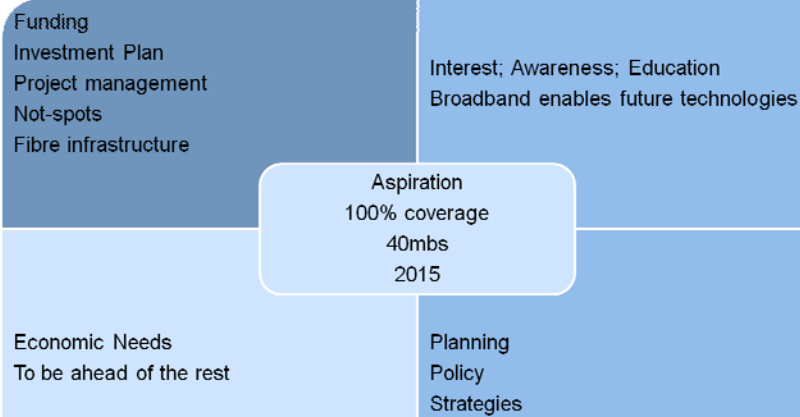 Funding
Investment Plan
Project management
Not-spots
Fibre infrastructure
Interest; Awareness; Education
Broadband enables future technologies
Aspiration
100% coverage
40mbs
2015
Economic Needs
To be ahead of the rest
Planning
Policy
Strategies